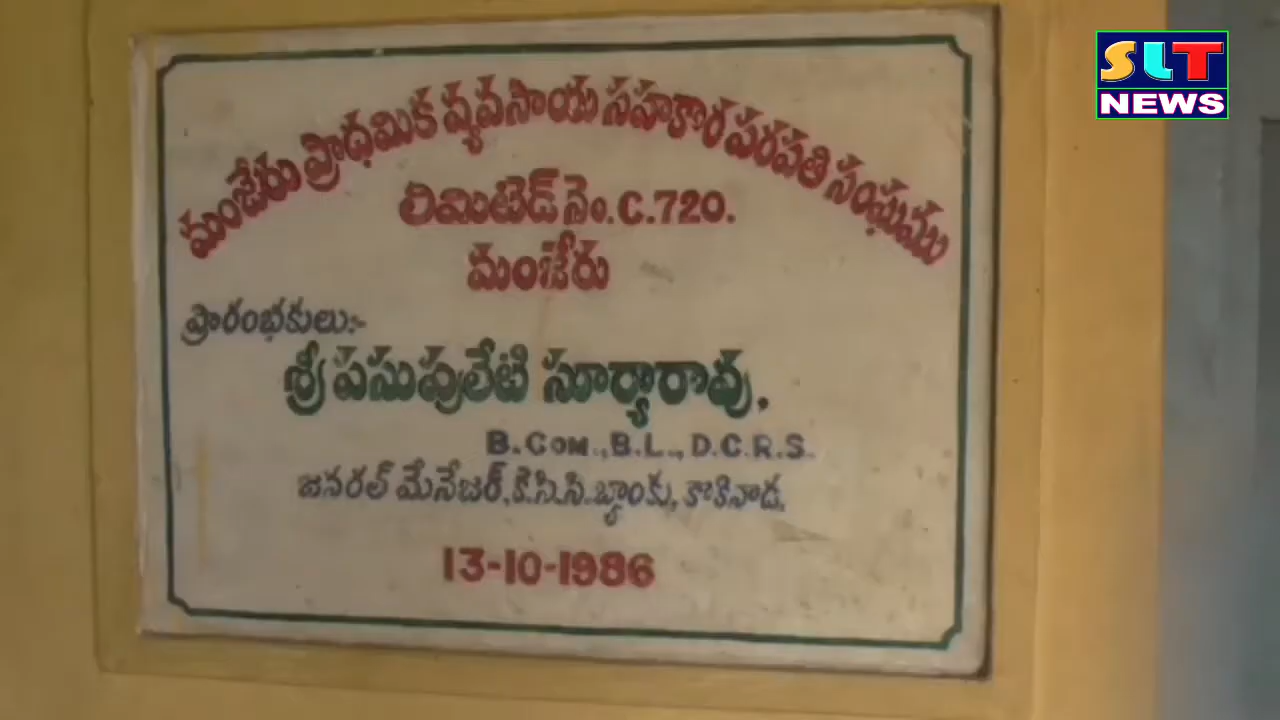 మంజేరు ప్రాథమిక వ్యవసాయ సహకార పరపతి సంఘము
లిమిటెడ్ నెం. C.720.
మంజేరు
ప్రారంభకులు:-
శ్రీ పసుపులేటి సూర్యారావు.
B.COM., B.L., D.C.R.S.
జనరల్ మేనేజర్, కె.సి.సి. బ్యాంకు, కాకినాడ.
13-10-1986
SLT
NEWS